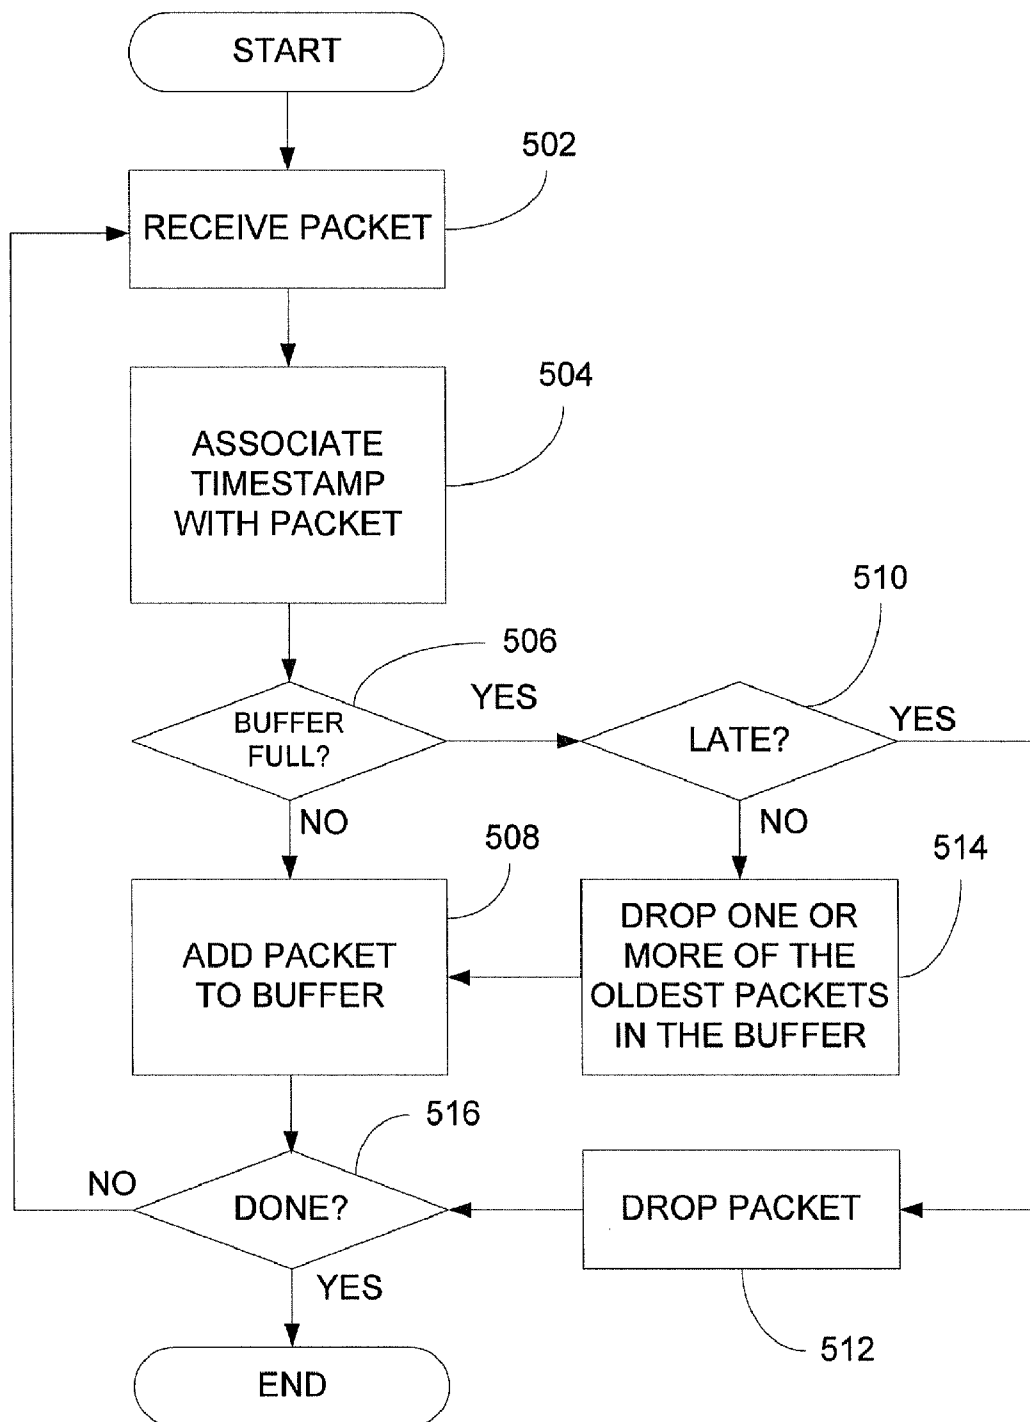 START
502
RECEIVE PACKET
504
ASSOCIATE
TIMESTAMP
WITH PACKET
510
506
YES
YES
BUFFER
FULL?
LATE?
NO
NO
508
514
ADD PACKET
TO BUFFER
DROP ONE OR
MORE OF THE
OLDEST PACKETS
IN THE BUFFER
516
NO
DONE?
DROP PACKET
YES
512
END